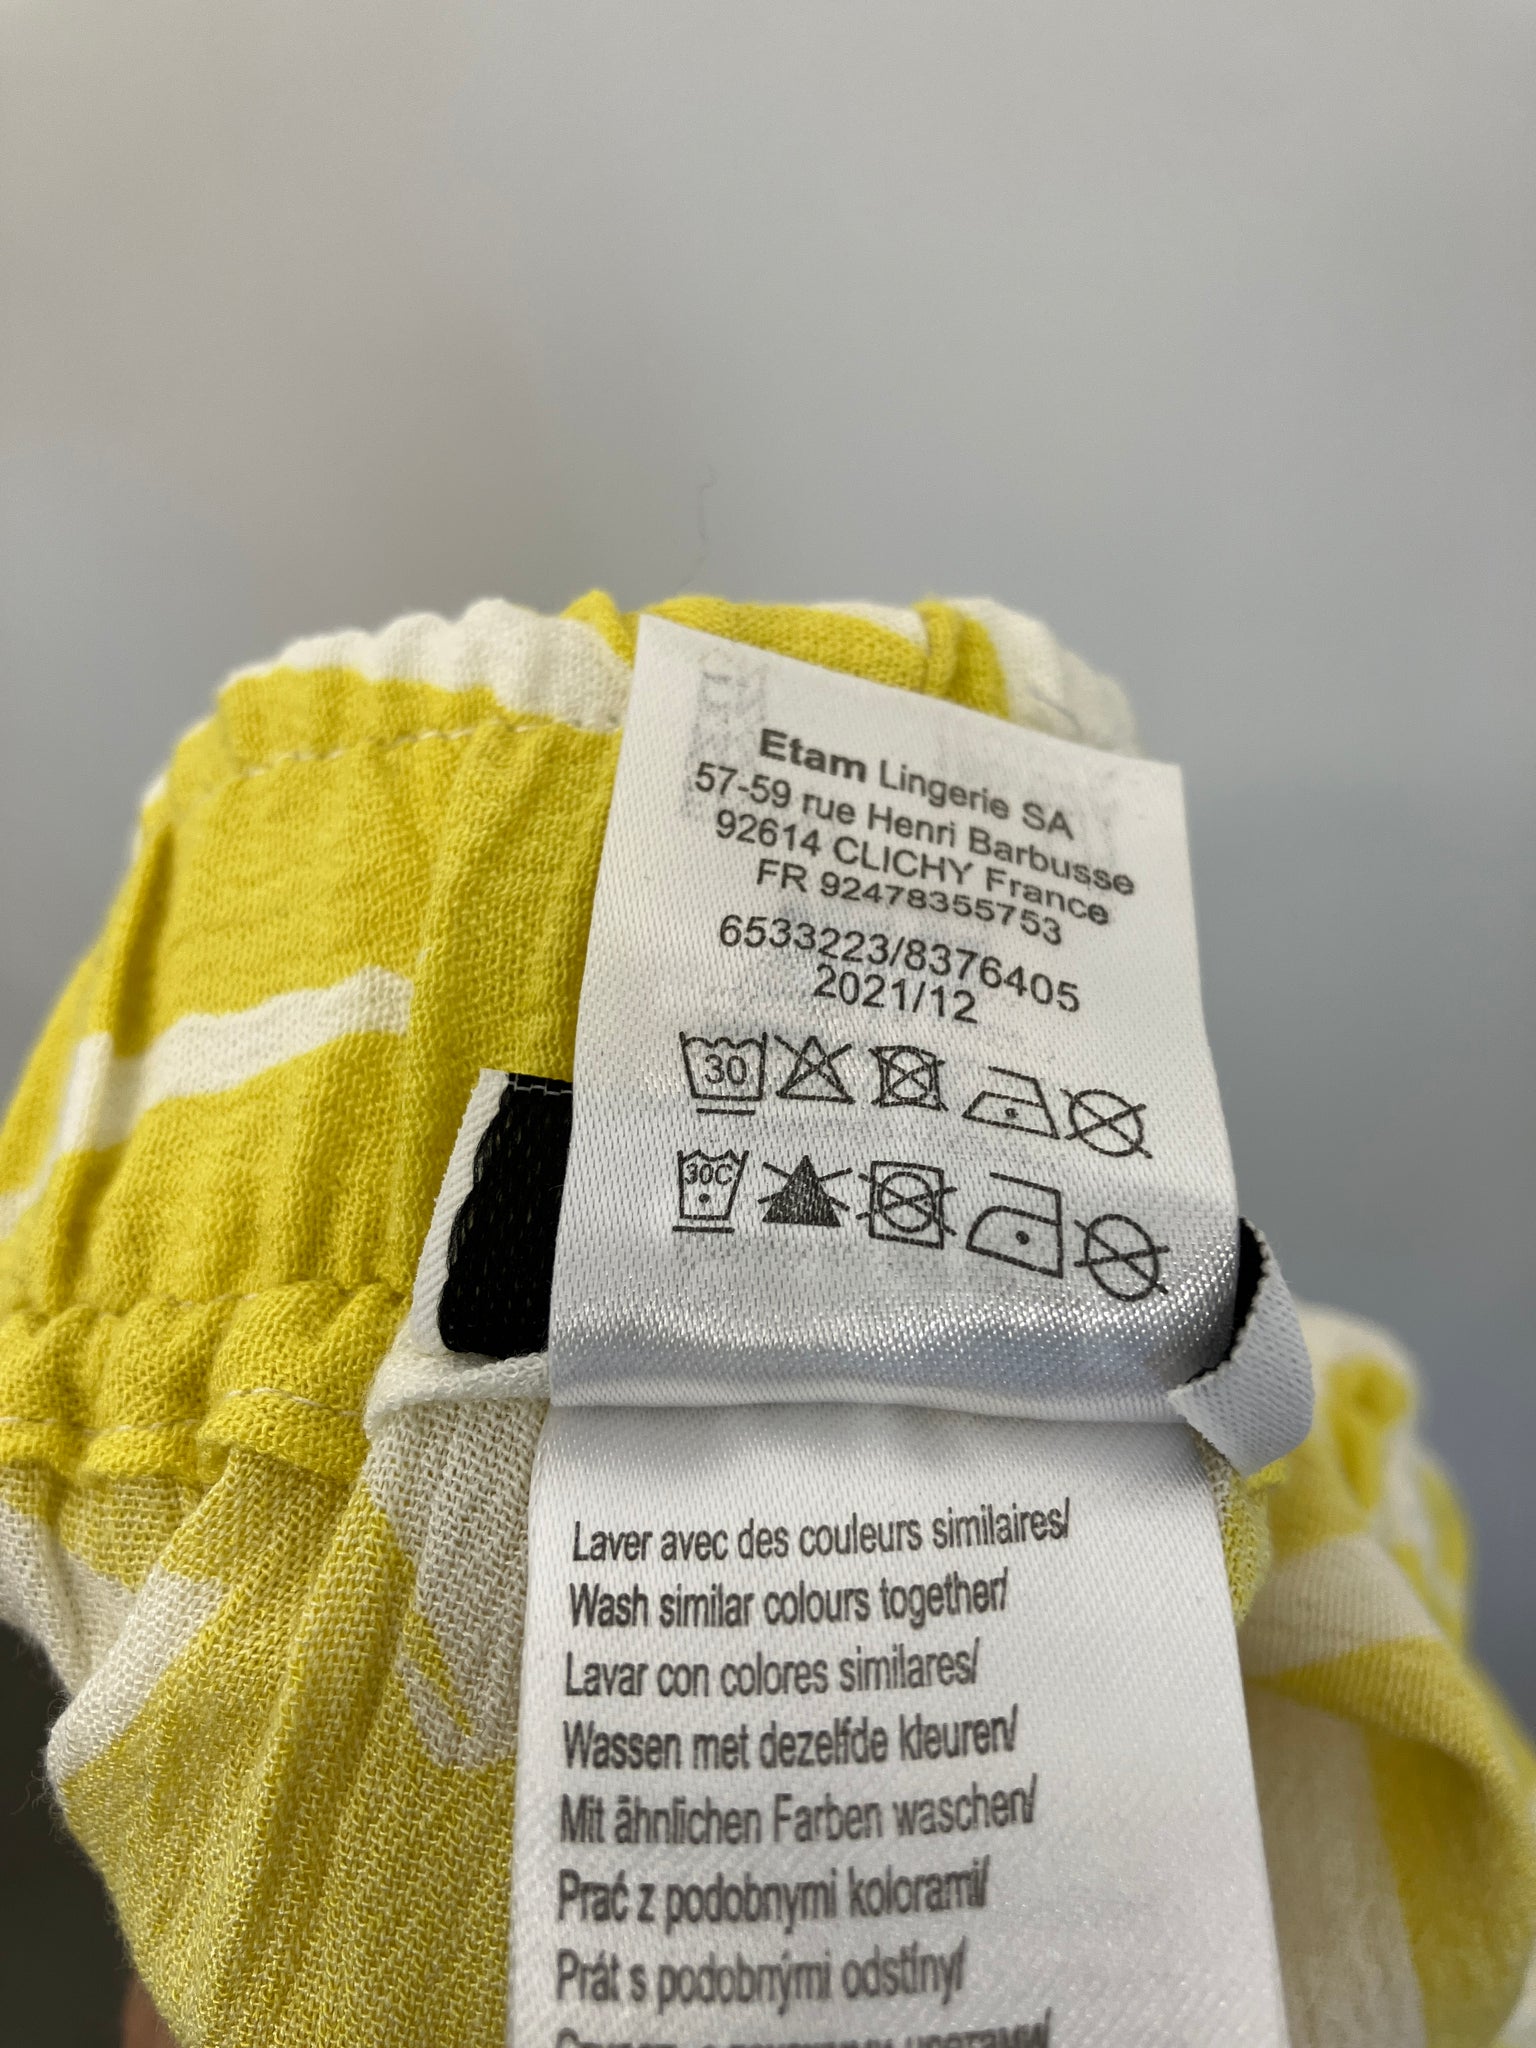 Etam Lingerie SA
57-59 rue Henri Barbusse
92614 CLICHY France
FR 92478355753
6533223/8376405
2021/12
30
30C
Laver avec des couleurs similaires/
Wash similar colours together/
Lavar con colores similares/
Wassen met dezelfde kleuren/
Mit ähnlichen Farben waschen/
Prać z podobnymi kolorami/
Prát s podobnými odstíny/